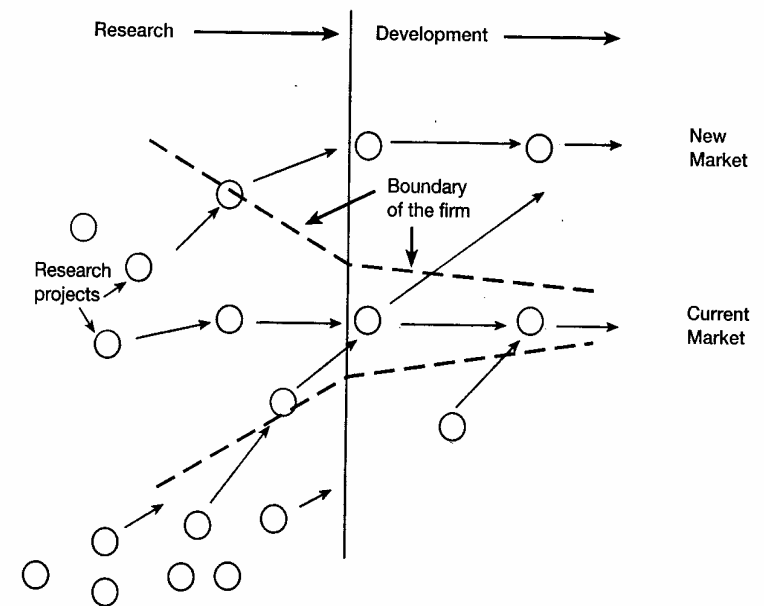 Research
Development
New
Market
Boundary
of the firm
Research
projects
Current
Market